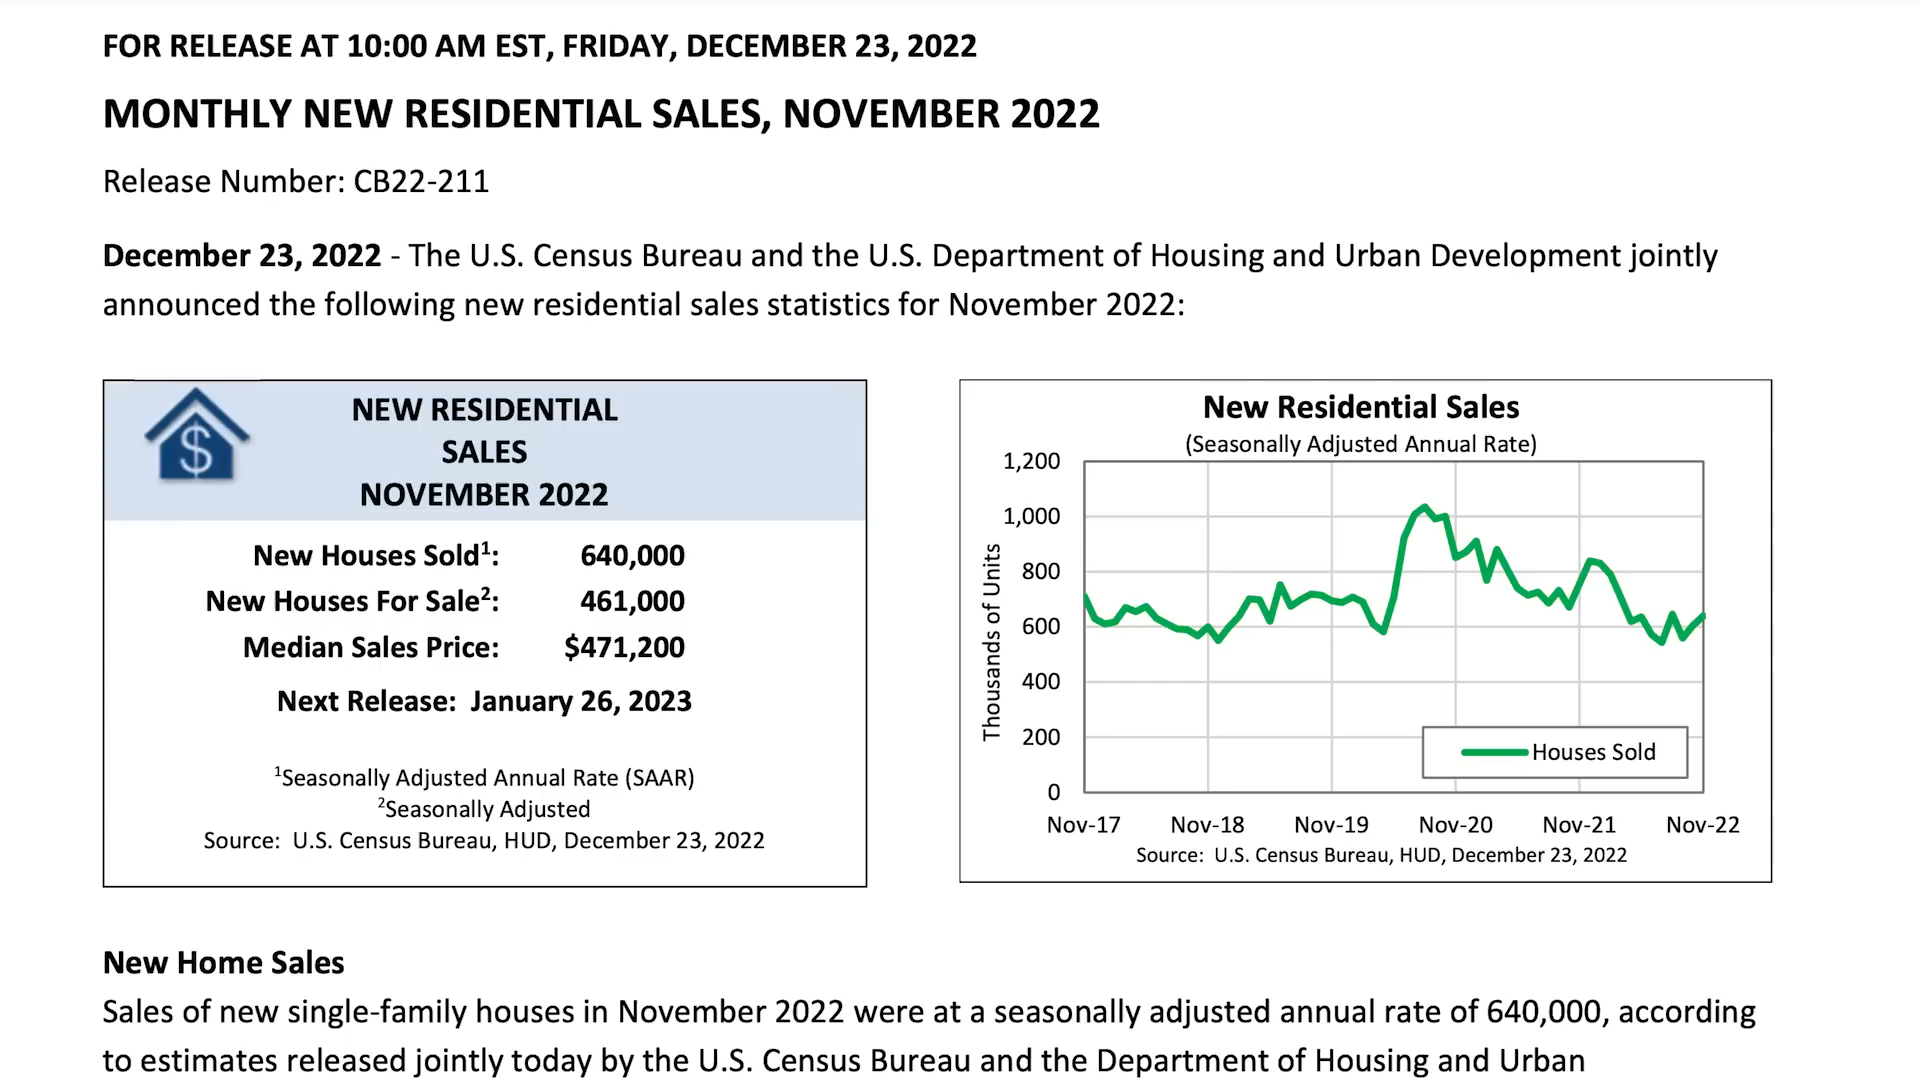 FOR RELEASE AT 10:00 AM EST, FRIDAY, DECEMBER 23, 2022
MONTHLY NEW RESIDENTIAL SALES, NOVEMBER 2022
Release Number: CB22-211
December 23, 2022 - The U.S. Census Bureau and the U.S. Department of Housing and Urban Development jointly
announced the following new residential sales statistics for November 2022:
$
NEW RESIDENTIAL
SALES
NOVEMBER 2022
New Houses Sold¹: 640,000
New Houses For Sale²: 461,000
Median Sales Price: $471,200
Next Release: January 26, 2023
¹Seasonally Adjusted Annual Rate (SAAR)
²Seasonally Adjusted
Source: U.S. Census Bureau, HUD, December 23, 2022
New Residential Sales
(Seasonally Adjusted Annual Rate)
Thousands of Units
1,200
1,000
800
600
400
200
0
Houses Sold
Nov-17 Nov-18 Nov-19 Nov-20 Nov-21 Nov-22
Source: U.S. Census Bureau, HUD, December 23, 2022
New Home Sales
Sales of new single-family houses in November 2022 were at a seasonally adjusted annual rate of 640,000, according
to estimates released jointly today by the U.S. Census Bureau and the Department of Housing and Urban